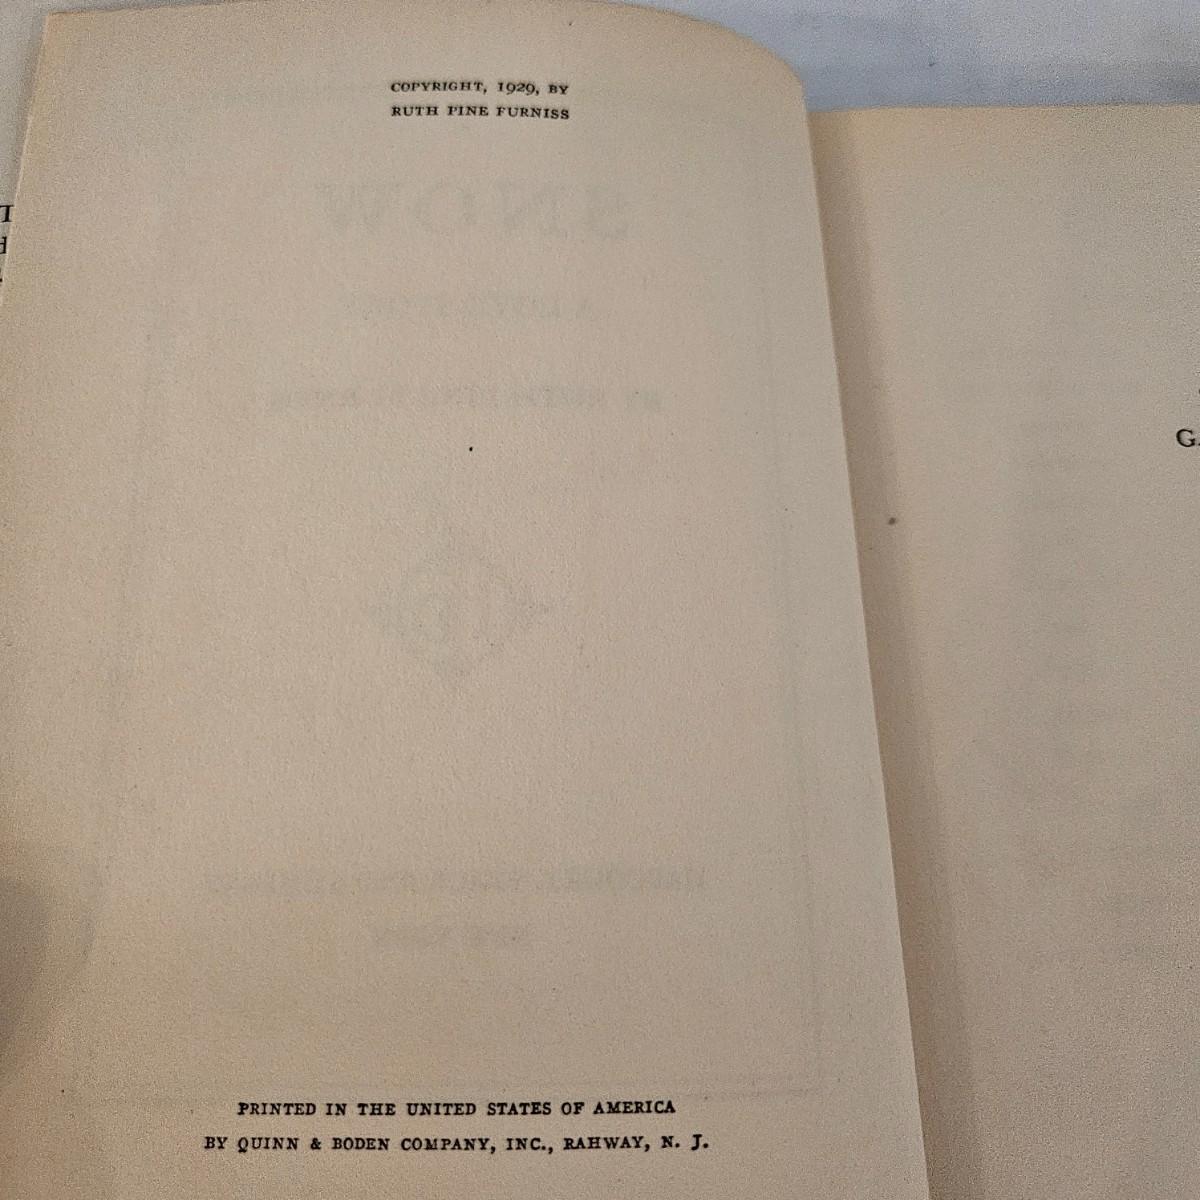 COPYRIGHT, 1929, BY
RUTH PINE FURNISS
SNOW
PRINTED IN THE UNITED STATES OF AMERICA
BY QUINN & BODEN COMPANY, INC., RAHWAY, N. J.